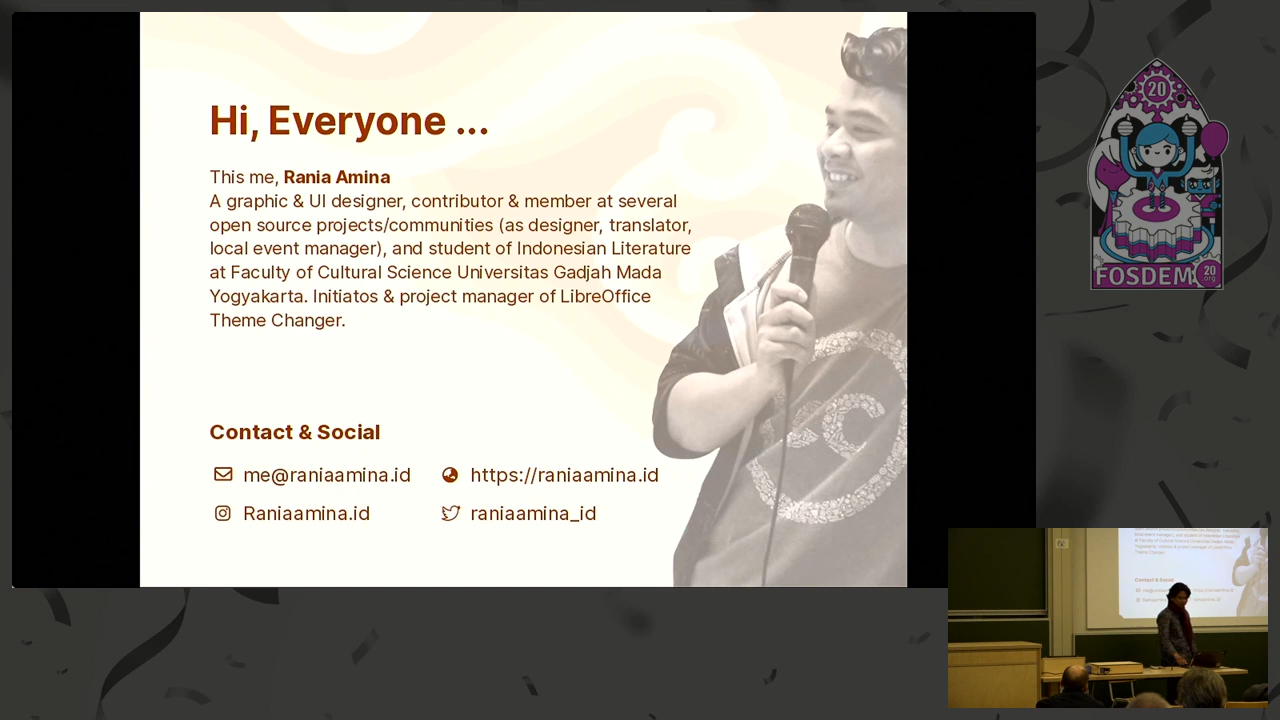 Hi, Everyone ...
This me, Rania Amina
A graphic & UI designer, contributor & member at several
open source projects/communities (as designer, translator,
local event manager), and student of Indonesian Literature
at Faculty of Cultural Science Universitas Gadjah Mada
Yogyakarta. Initiatos & project manager of LibreOffice
Theme Changer.
Contact & Social
me@raniaamina.id
https://raniaamina.id
Raniaamina.id
raniaamina_id
20
FOSDEM
20
.org
Contact & Social